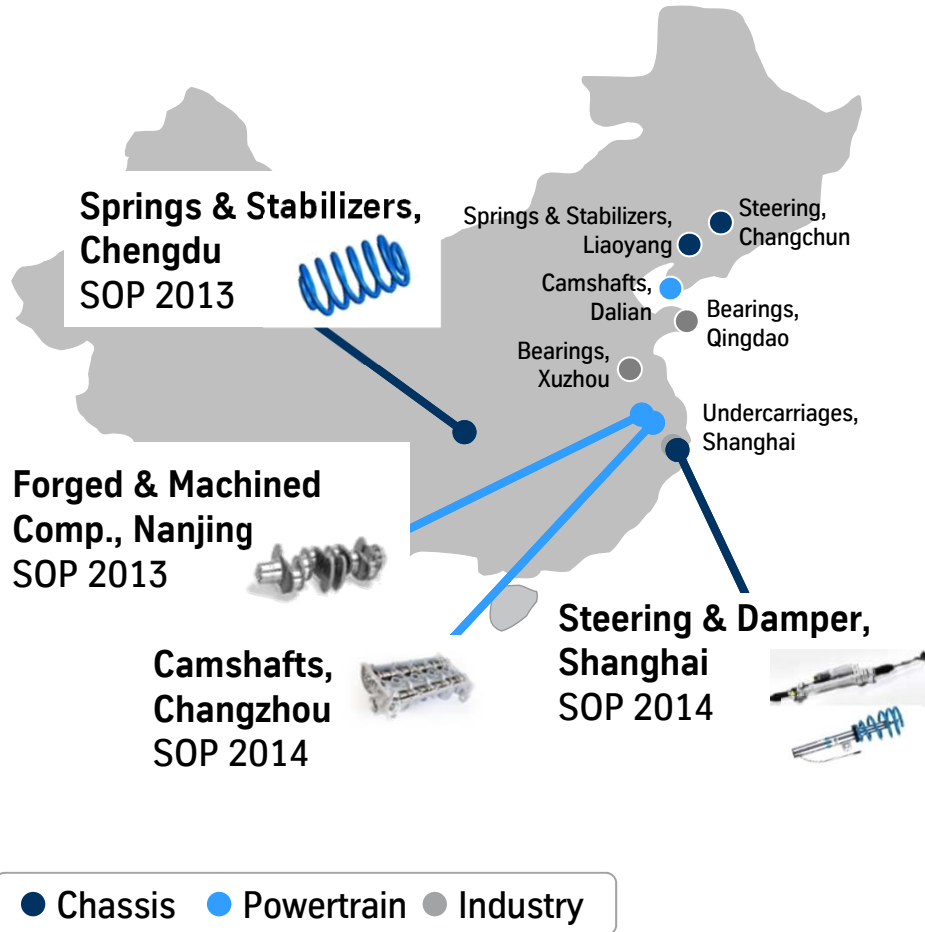 Springs & Stabilizers,
Chengdu
SOP 2013
Springs & Stabilizers,
Liaoyang
Steering,
Changchun
Camshafts,
Dalian
Bearings,
Qingdao
Bearings,
Xuzhou
Undercarriages,
Shanghai
Forged & Machined
Comp., Nanjing
SOP 2013
Camshafts,
Changzhou
SOP 2014
Steering & Damper,
Shanghai
SOP 2014
Chassis
Powertrain
Industry